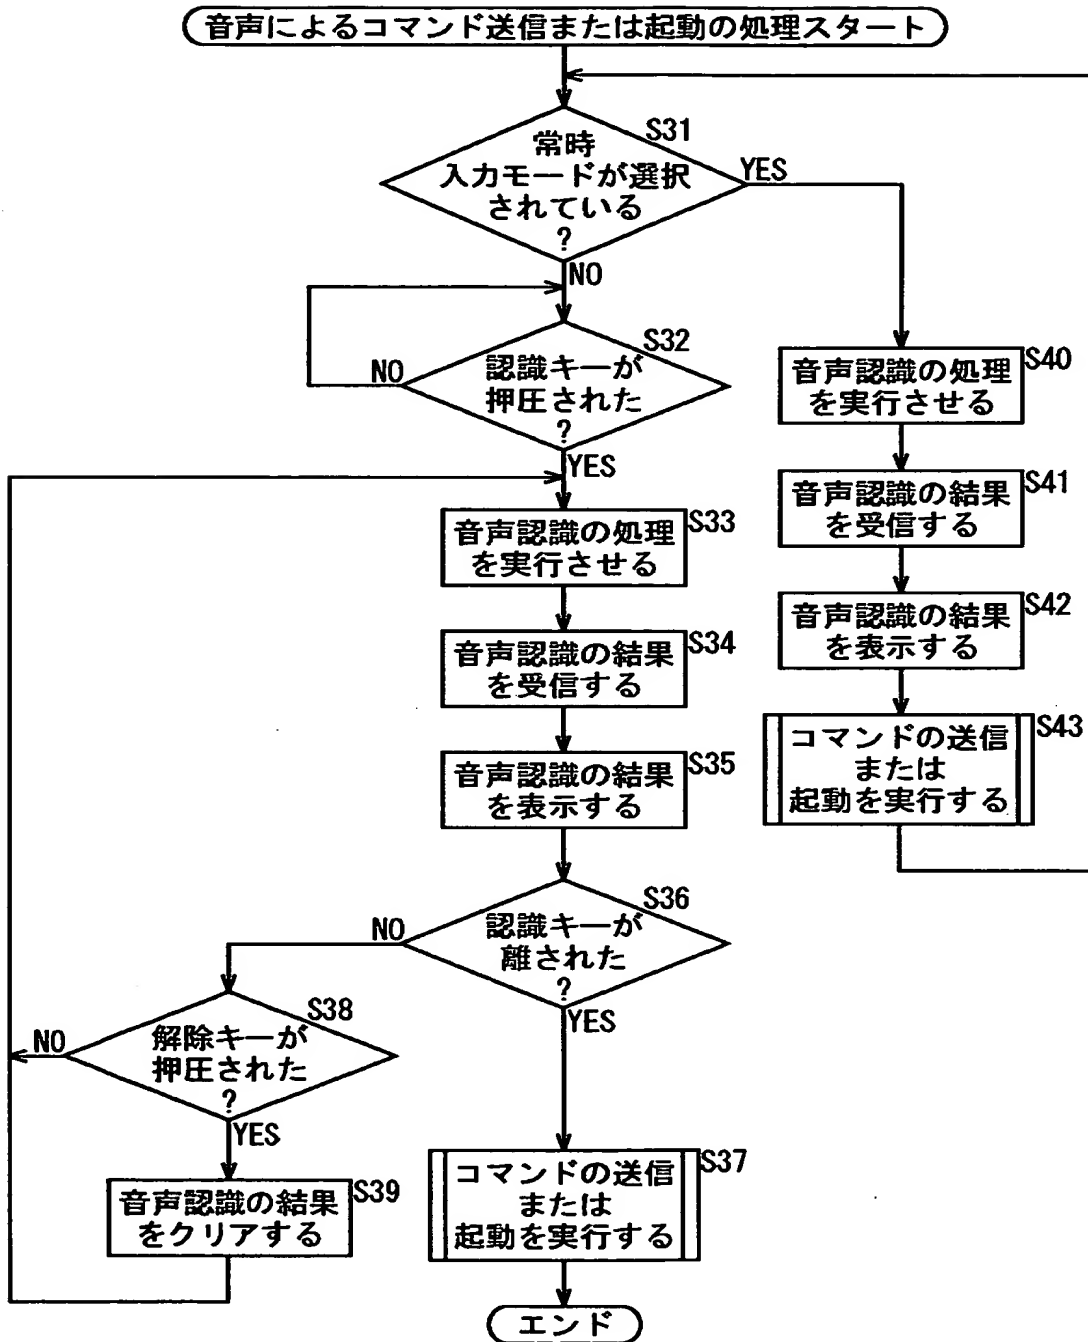 音声によるコマンド送信または起動の処理スタート
S31
常時
入力モードが選択
されている
?
YES
NO
S32
認識キーが
押圧された
?
NO
YES
S33
音声認識の処理
を実行させる
S34
音声認識の結果
を受信する
S35
音声認識の結果
を表示する
S36
認識キーが
離された
?
NO
YES
S38
解除キーが
押圧された
?
NO
YES
S39
音声認識の結果
をクリアする
S37
コマンドの送信
または
起動を実行する
エンド
S40
音声認識の処理
を実行させる
S41
音声認識の結果
を受信する
S42
音声認識の結果
を表示する
S43
コマンドの送信
または
起動を実行する